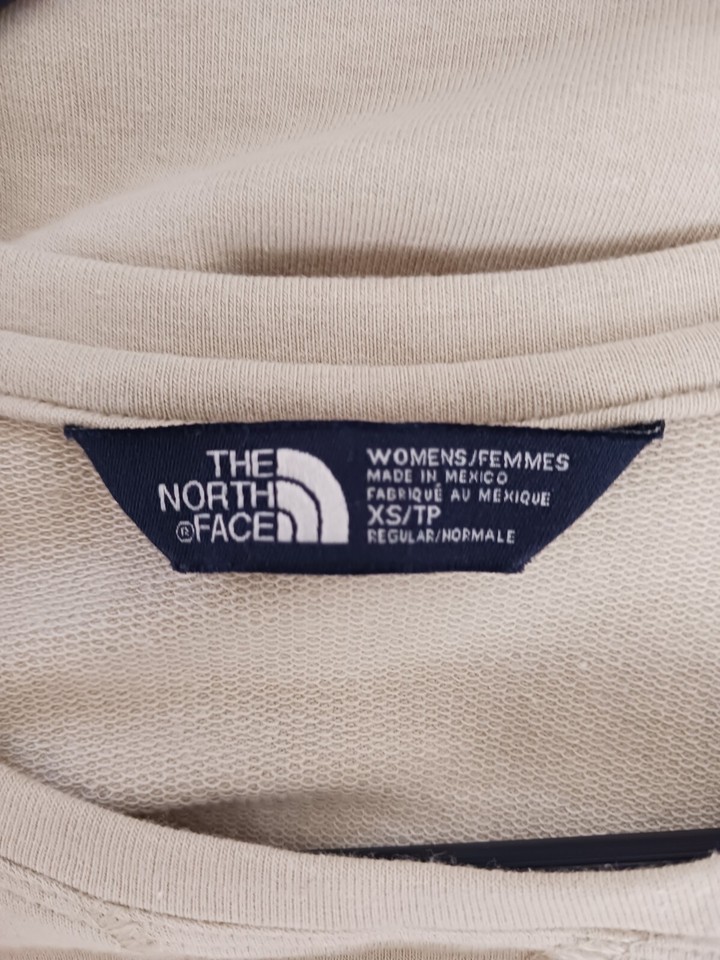 THE
NORTH
®FACE
WOMENS/FEMMES
MADE IN MEXICO
FABRIQUÉ AU MEXIQUE
XS/TP
REGULAR/NORMALE